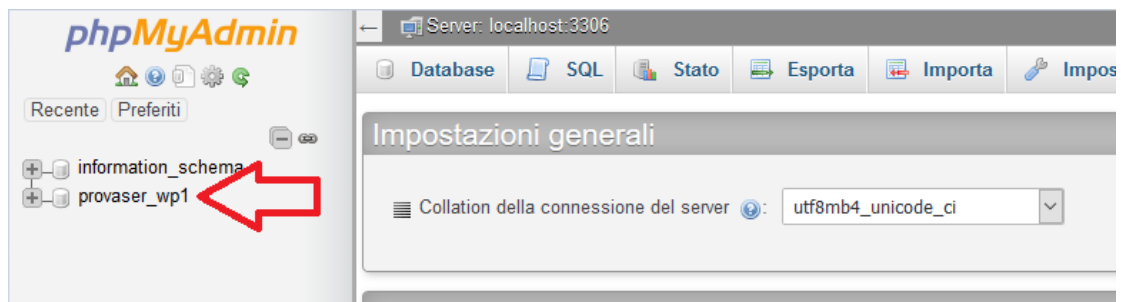 phpMyAdmin
Recente Preferiti
information_schema
provaser_wp1
Server: localhost:3306
Database SQL Stato Esporta Importa Impos
Impostazioni generali
Collation della connessione del server : utf8mb4_unicode_ci